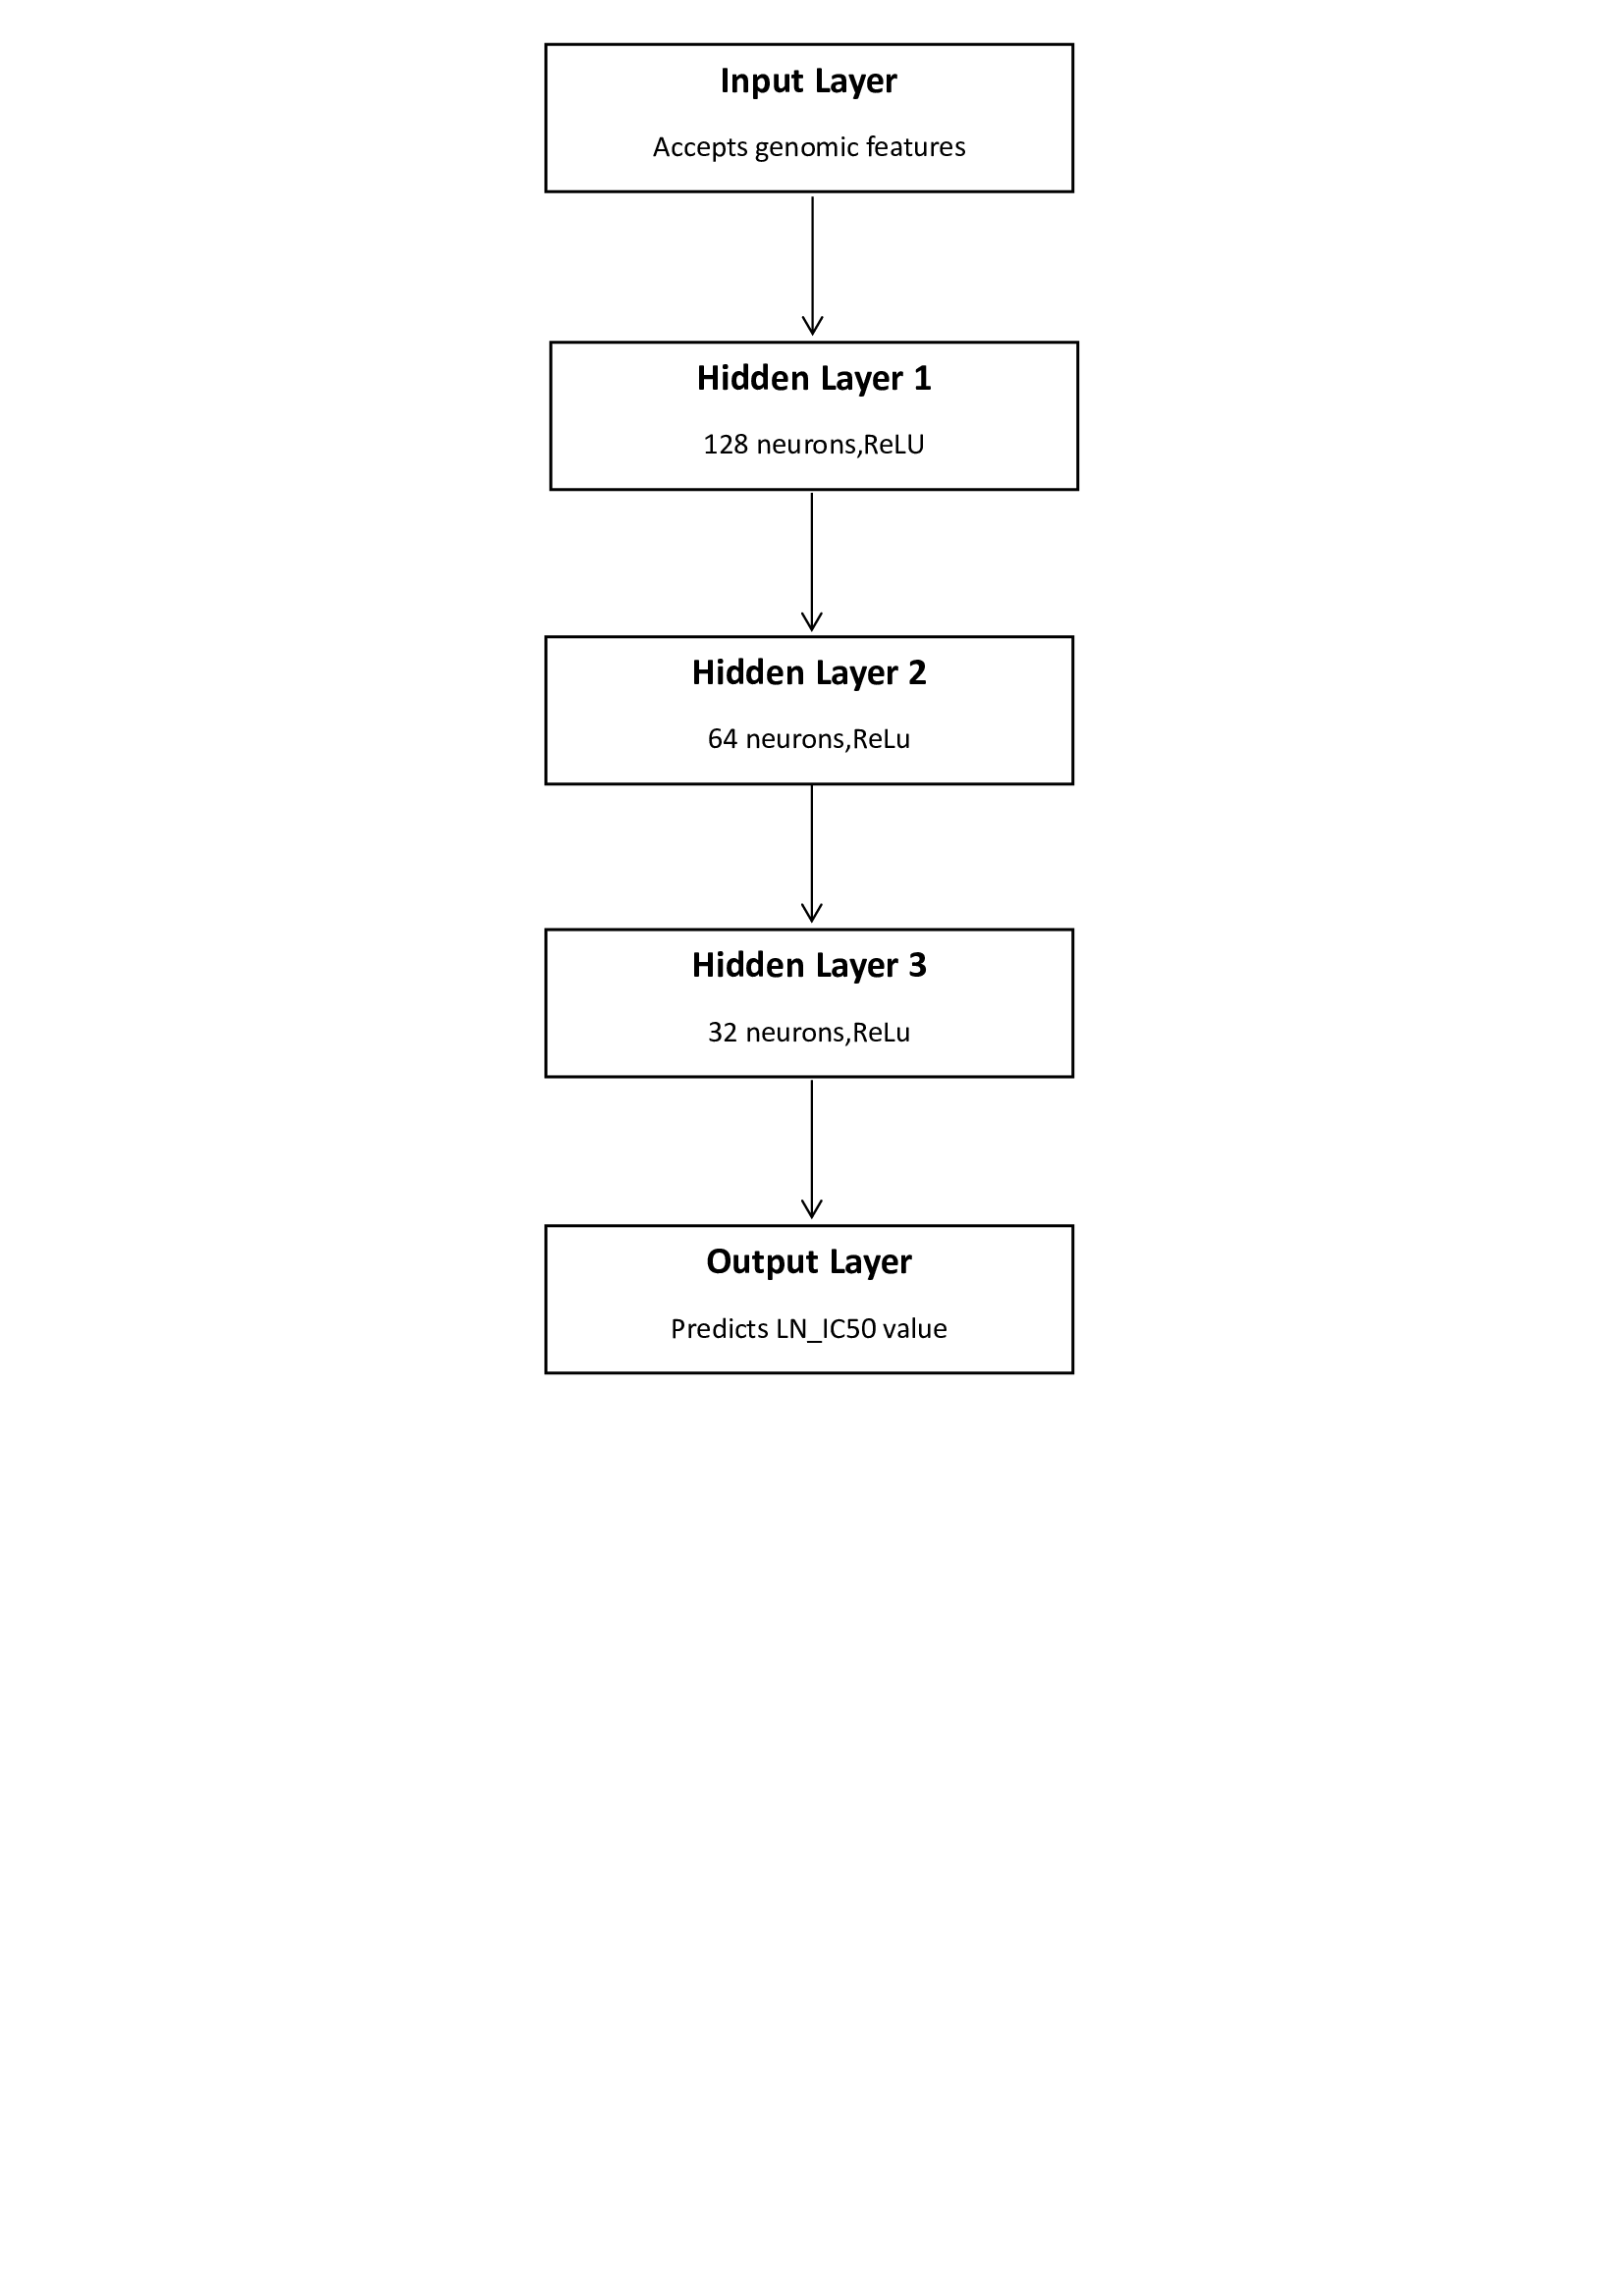 Input Layer
Accepts genomic features
Hidden Layer 1
128 neurons,ReLU
Hidden Layer 2
64 neurons,ReLu
Hidden Layer 3
32 neurons,ReLu
Output Layer
Predicts LN_IC50 value